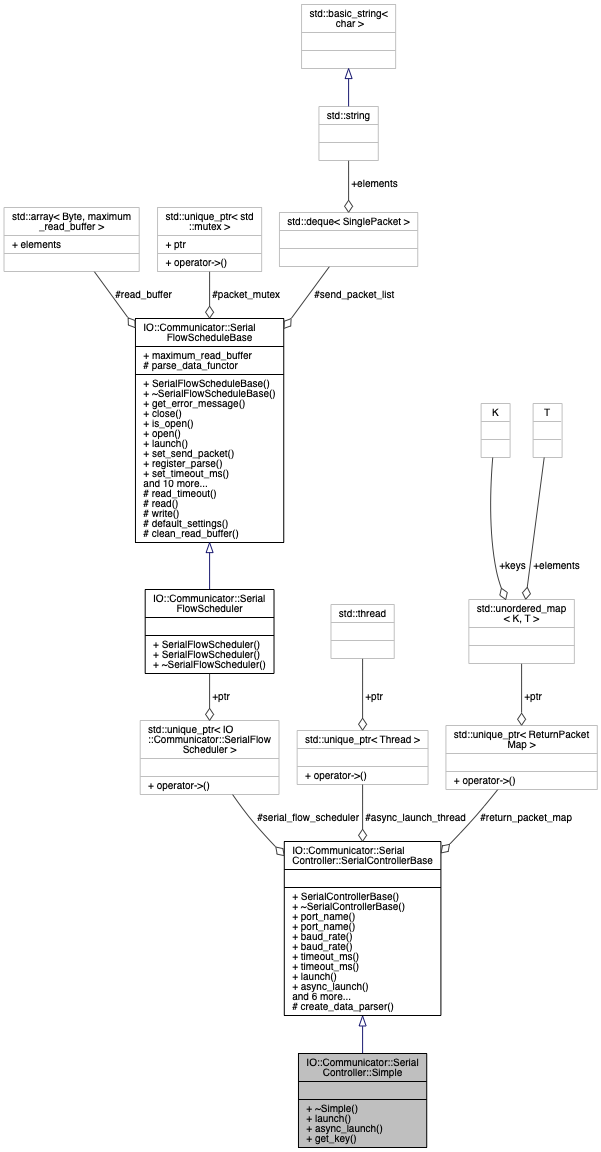 std::basic_string<
char >
std::string
+elements
std::array< Byte, maximum
_read_buffer >
+ elements
std::unique_ptr< std
::mutex >
+ ptr
+ operator->()
std::deque< SinglePacket >
#read_buffer
#packet_mutex
#send_packet_list
IO::Communicator::Serial
FlowScheduleBase
+ maximum_read_buffer
# parse_data_functor
+ SerialFlowScheduleBase()
+ ~SerialFlowScheduleBase()
+ get_error_message()
+ close()
+ is_open()
+ open()
+ launch()
+ set_send_packet()
+ register_parse()
+ set_timeout_ms()
and 10 more...
# read_timeout()
# read()
# write()
# default_settings()
# clean_read_buffer()
K
T
+keys
+elements
IO::Communicator::Serial
FlowScheduler
+ SerialFlowScheduler()
+ SerialFlowScheduler()
+ ~SerialFlowScheduler()
std::thread
std::unordered_map
< K, T >
+ptr
+ptr
+ptr
std::unique_ptr< IO
::Communicator::SerialFlow
Scheduler >
+ operator->()
std::unique_ptr< Thread >
+ operator->()
std::unique_ptr< ReturnPacket
Map >
+ operator->()
#serial_flow_scheduler
#async_launch_thread
#return_packet_map
IO::Communicator::Serial
Controller::SerialControllerBase
+ SerialControllerBase()
+ ~SerialControllerBase()
+ port_name()
+ port_name()
+ baud_rate()
+ baud_rate()
+ timeout_ms()
+ timeout_ms()
+ launch()
+ async_launch()
and 6 more...
# create_data_parser()
IO::Communicator::Serial
Controller::Simple
+ ~Simple()
+ launch()
+ async_launch()
+ get_key()